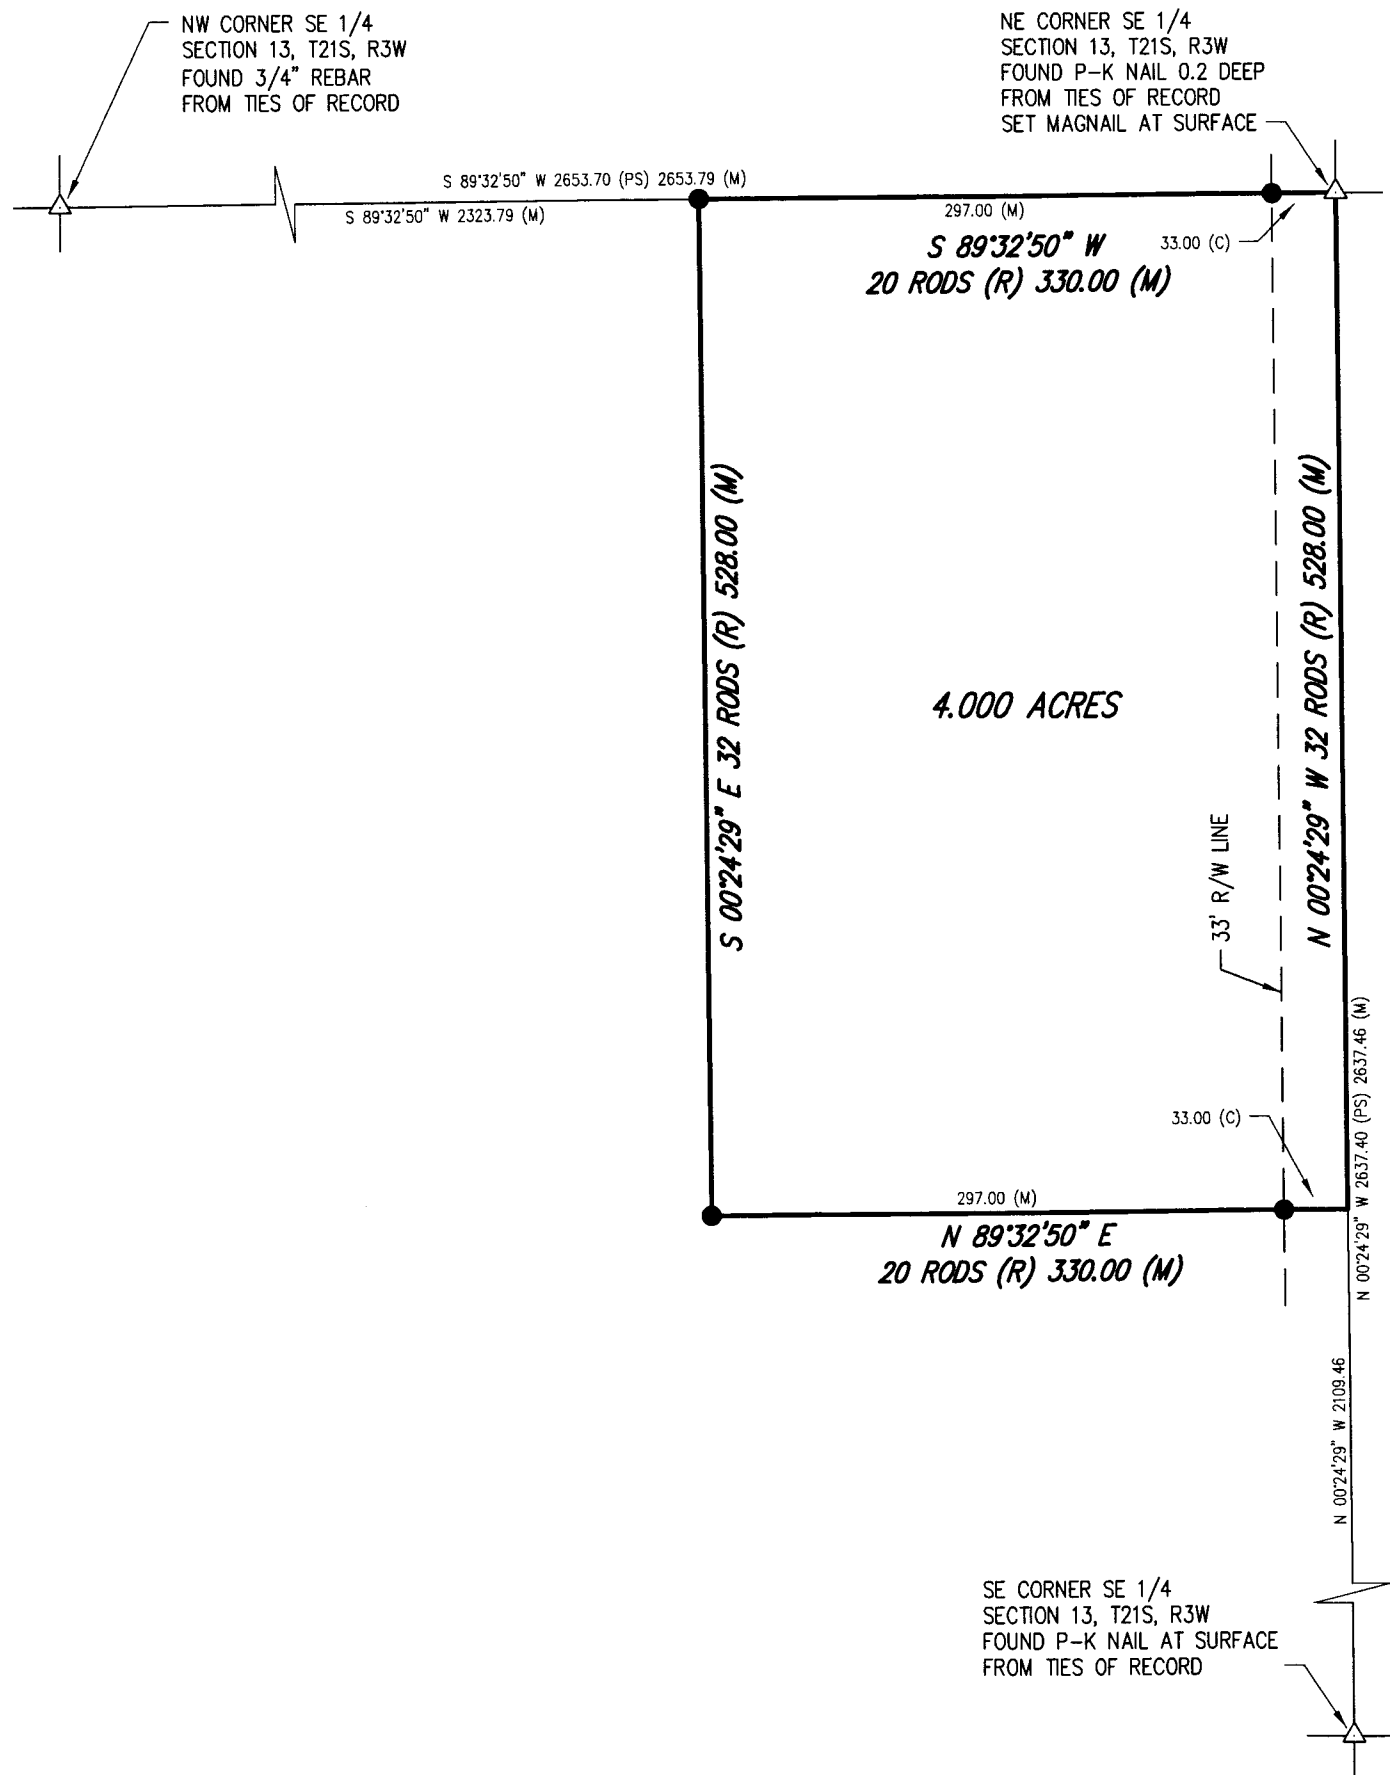 NW CORNER SE 1/4
SECTION 13, T21S, R3W
FOUND 3/4" REBAR
FROM TIES OF RECORD
NE CORNER SE 1/4
SECTION 13, T21S, R3W
FOUND P-K NAIL 0.2 DEEP
FROM TIES OF RECORD
SET MAGNAIL AT SURFACE
S 89°32'50" W 2653.70 (PS) 2653.79 (M)
S 89°32'50" W 2323.79 (M)
297.00 (M)
S 89°32'50" W
20 RODS (R) 330.00 (M)
33.00 (C)
S 00°24'29" E 32 RODS (R) 528.00 (M)
N 00°24'29" W 32 RODS (R) 528.00 (M)
4.000 ACRES
33' R/W LINE
N 00°24'29" W 2637.40 (PS) 2637.46 (M)
33.00 (C)
297.00 (M)
N 89°32'50" E
20 RODS (R) 330.00 (M)
N 00°24'29" W 2109.46
SE CORNER SE 1/4
SECTION 13, T21S, R3W
FOUND P-K NAIL AT SURFACE
FROM TIES OF RECORD